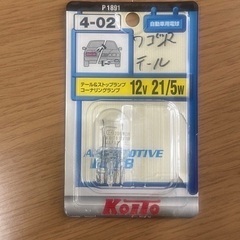 P1891
4-02
自動車用電球
ワゴンR
テール
テール&ストップランプ
コーナリングランプ
12V 21/5W
KOITO